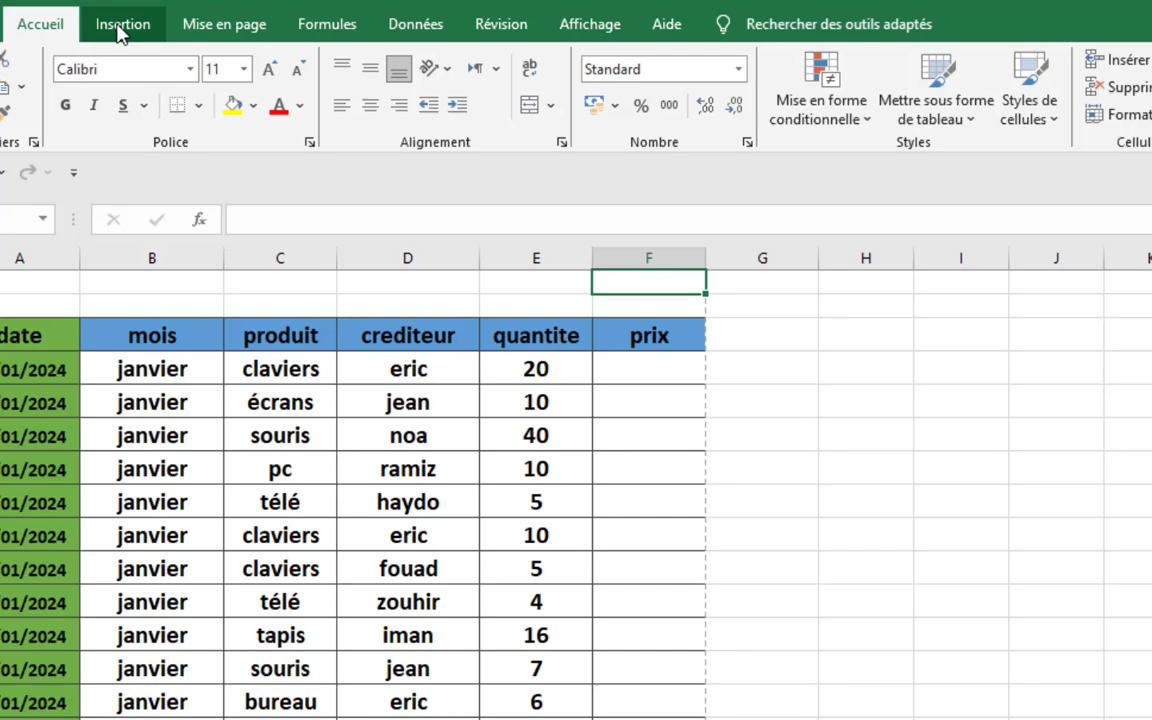 Accueil Insertion Mise en page Formules Données Révision Affichage Aide Rechercher des outils adaptés
Calibri 11 Standard Insérer
Mise en forme Mettre sous forme Styles de
conditionnelle de tableau cellules
G I S A % 000
Police Alignement Nombre Styles
fx
A B C D E F G H I J K
date mois produit crediteur quantite prix
/01/2024 janvier claviers eric 20
/01/2024 janvier écrans jean 10
/01/2024 janvier souris noa 40
/01/2024 janvier pc ramiz 10
/01/2024 janvier télé haydo 5
/01/2024 janvier claviers eric 10
/01/2024 janvier claviers fouad 5
/01/2024 janvier télé zouhir 4
/01/2024 janvier tapis iman 16
/01/2024 janvier souris jean 7
/01/2024 janvier bureau eric 6